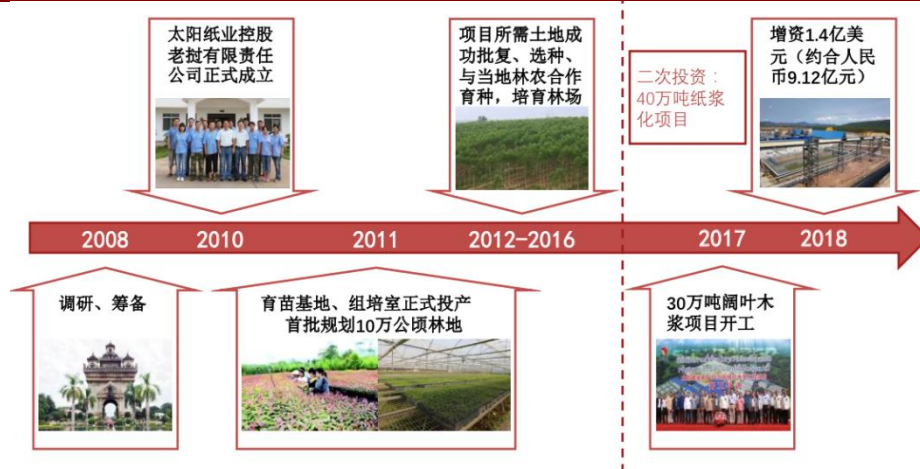 太阳纸业控股
老挝有限责任
公司正式成立
项目所需土地成
功批复、选种、
与当地林农合作
育种，培育林场
二次投资：
40万吨纸浆
化项目
增资1.4亿美
元（约合人民
币9.12亿元）
2008
2010
2011
2012-2016
2017
2018
调研、筹备
育苗基地、组培室正式投产
首批规划10万公顷林地
30万吨阔叶木
浆项目开工